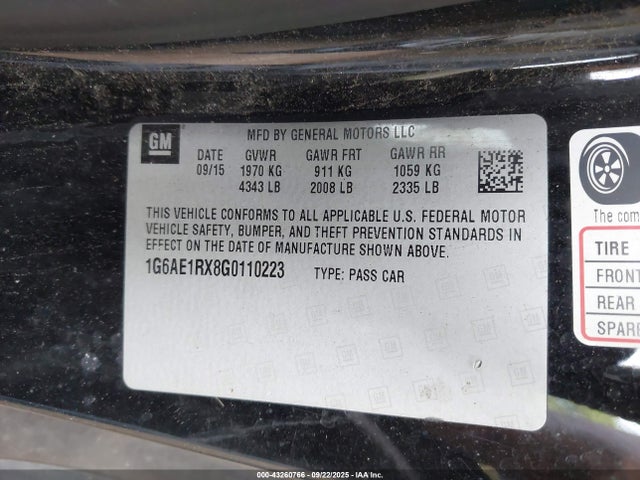 GM
MFD BY GENERAL MOTORS LLC
DATE GVWR GAWR FRT GAWR RR
09/15 1970 KG 911 KG 1059 KG
4343 LB 2008 LB 2335 LB
THIS VEHICLE CONFORMS TO ALL APPLICABLE U.S. FEDERAL MOTOR
VEHICLE SAFETY, BUMPER, AND THEFT PREVENTION STANDARDS IN
EFFECT ON THE DATE OF MANUFACTURE SHOWN ABOVE.
1G6AE1RX8G0110223 TYPE: PASS CAR
The com
TIRE
FRONT
REAR
SPARE
000-43260766 - 09/22/2025 - IAA Inc.